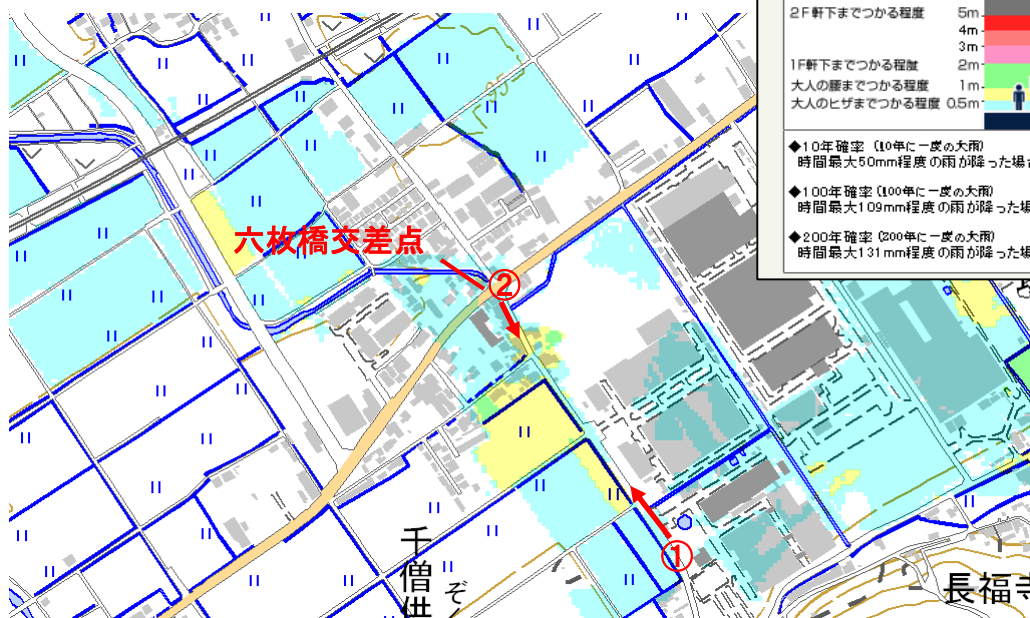 2F軒下までつかる程度 5m
4m
3m
1F軒下までつかる程度 2m
大人の腰までつかる程度 1m
大人のヒザまでつかる程度 0.5m
◆10年確率 (10年に一度の大雨)
時間最大50mm程度の雨が降った場
◆100年確率 (100年に一度の大雨)
時間最大109mm程度の雨が降った場
◆200年確率 (200年に一度の大雨)
時間最大131mm程度の雨が降った場
95
六枚橋交差点
②
①
千僧供
ぞ
長福寺